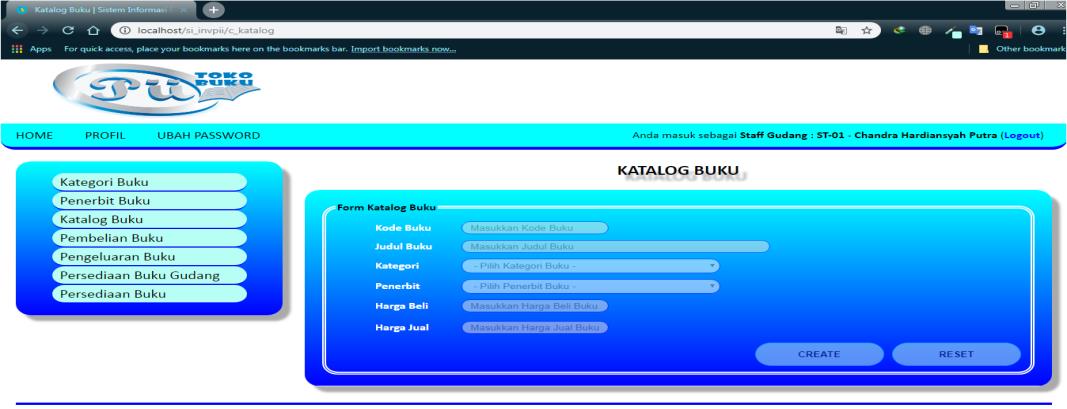 Katalog Buku | Sistem Informasi
localhost/si_invpii/c_katalog
Apps For quick access, place your bookmarks here on the bookmarks bar. Import bookmarks now... Other bookmark
TOKO
BUKU
HOME PROFIL UBAH PASSWORD Anda masuk sebagai Staff Gudang : ST-01 - Chandra Hardiansyah Putra (Logout)
Kategori Buku
Penerbit Buku
Katalog Buku
Pembelian Buku
Pengeluaran Buku
Persediaan Buku Gudang
Persediaan Buku
KATALOG BUKU
Form Katalog Buku
Kode Buku Masukkan Kode Buku
Judul Buku Masukkan Judul Buku
Kategori - Pilih Kategori Buku -
Penerbit - Pilih Penerbit Buku -
Harga Beli Masukkan Harga Beli Buku
Harga Jual Masukkan Harga Jual Buku
CREATE RESET